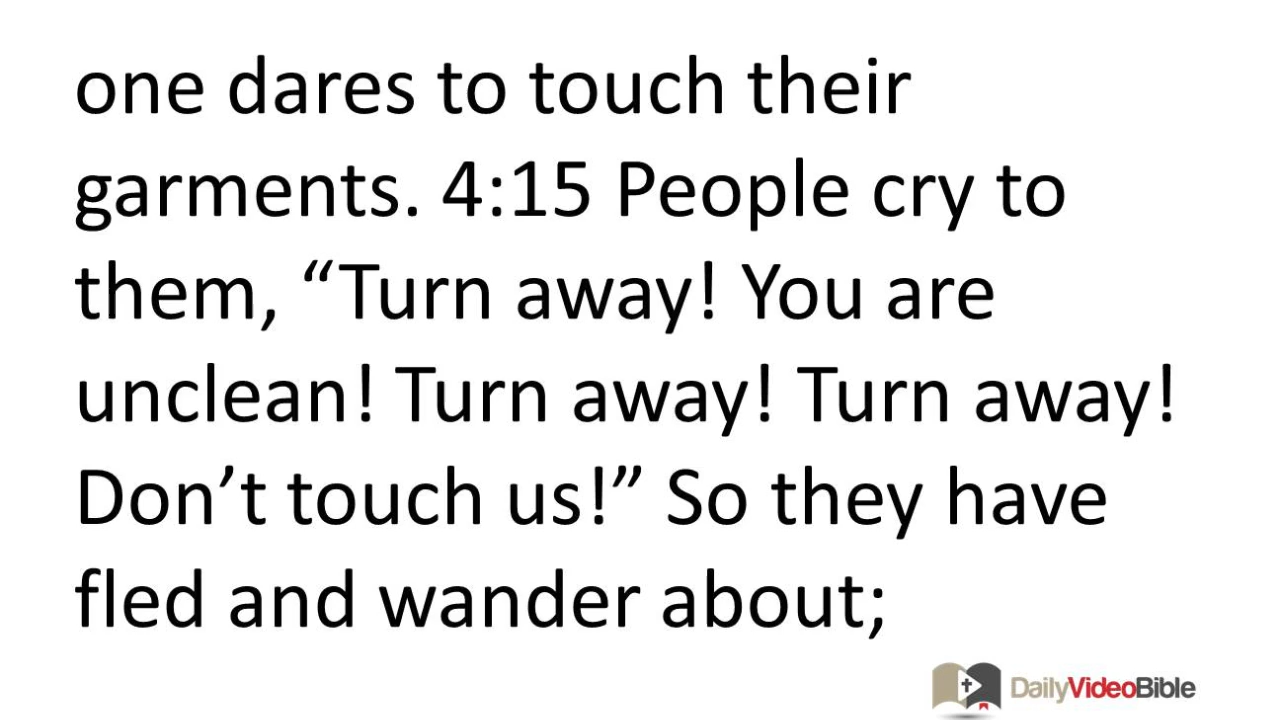 one dares to touch their
garments. 4:15 People cry to
them, “Turn away! You are
unclean! Turn away! Turn away!
Don’t touch us!” So they have
fled and wander about;
DailyVideoBible